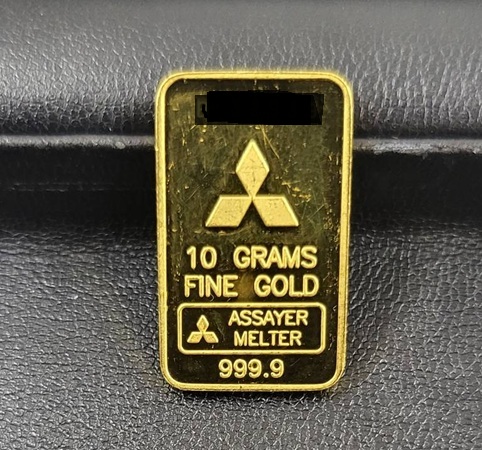 10 GRAMS
FINE GOLD
ASSAYER
MELTER
999.9